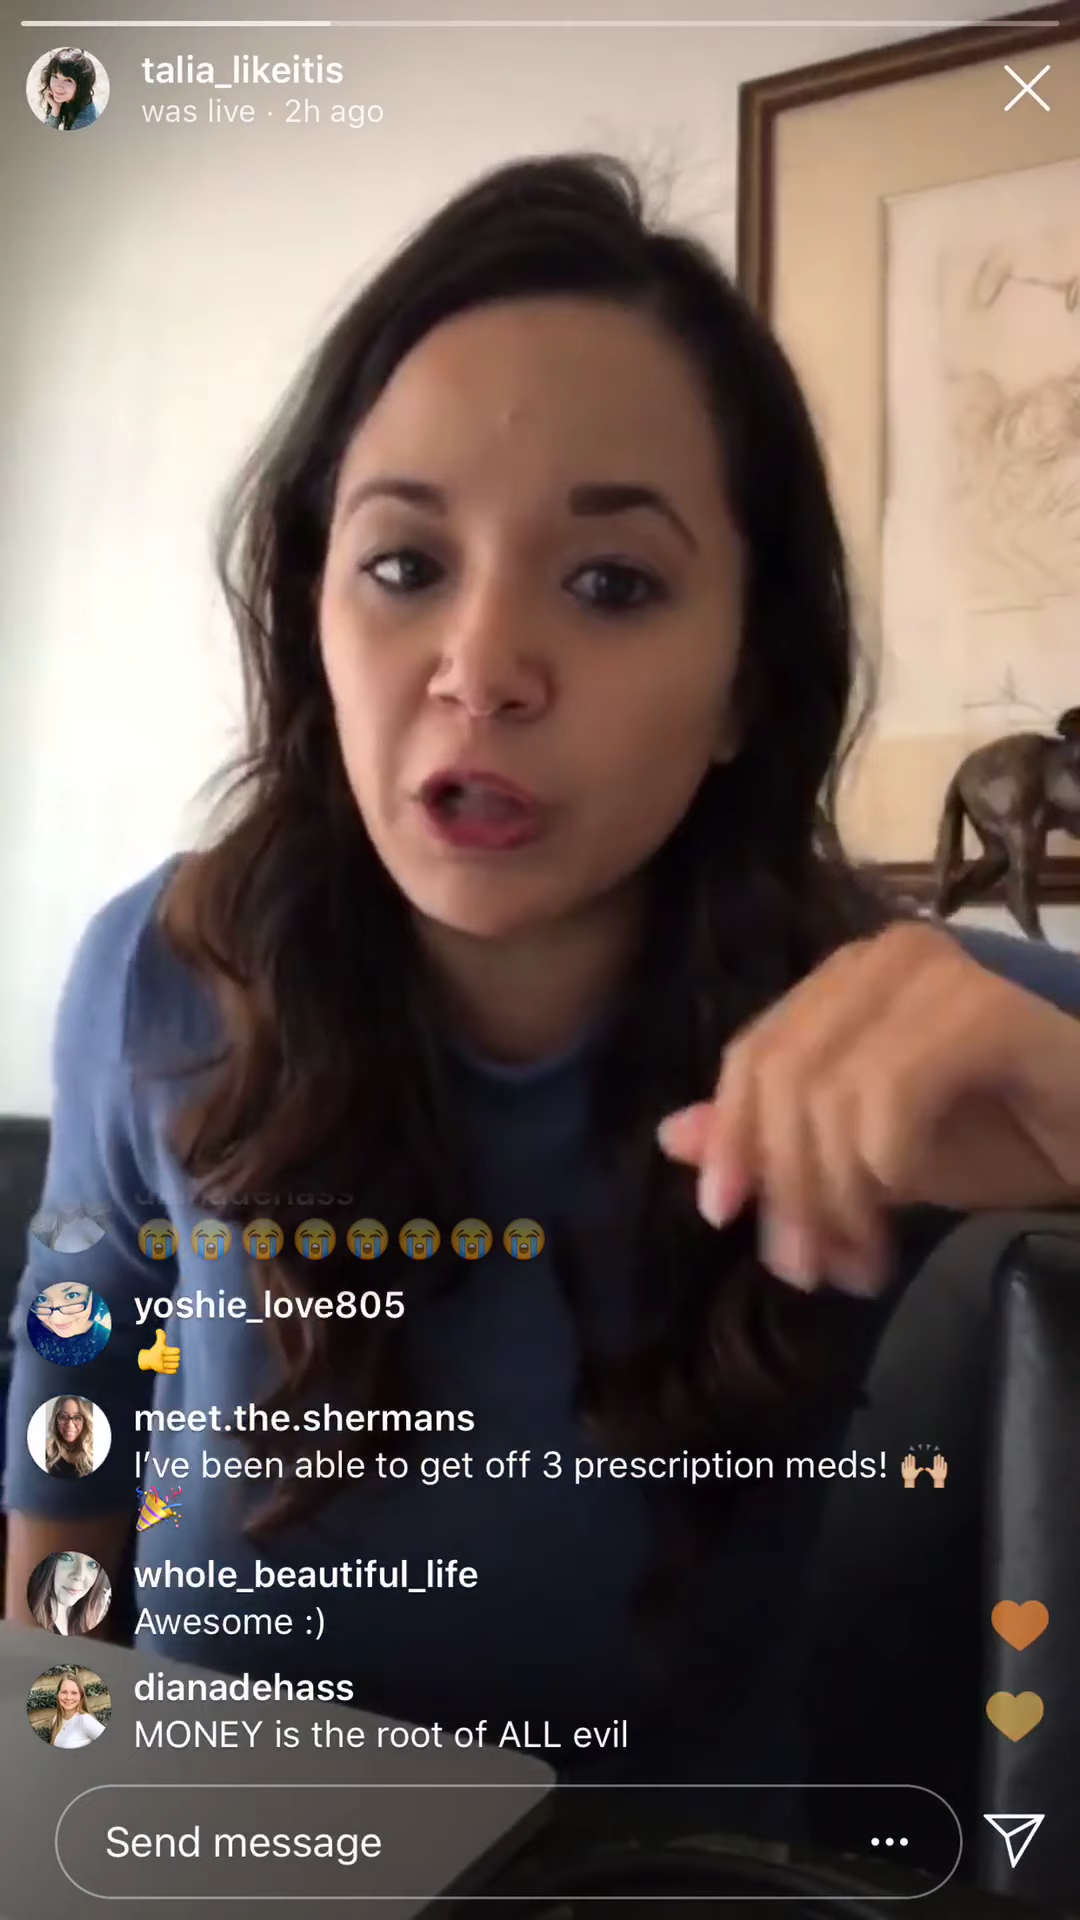 talia_likeitis
was live · 2h ago
😭😭😭😭😭😭😭😭
yoshie_love805
👍
meet.the.shermans
I’ve been able to get off 3 prescription meds! 🙌🏼
🎉
whole_beautiful_life
Awesome :)
dianadehass
MONEY is the root of ALL evil
Send message